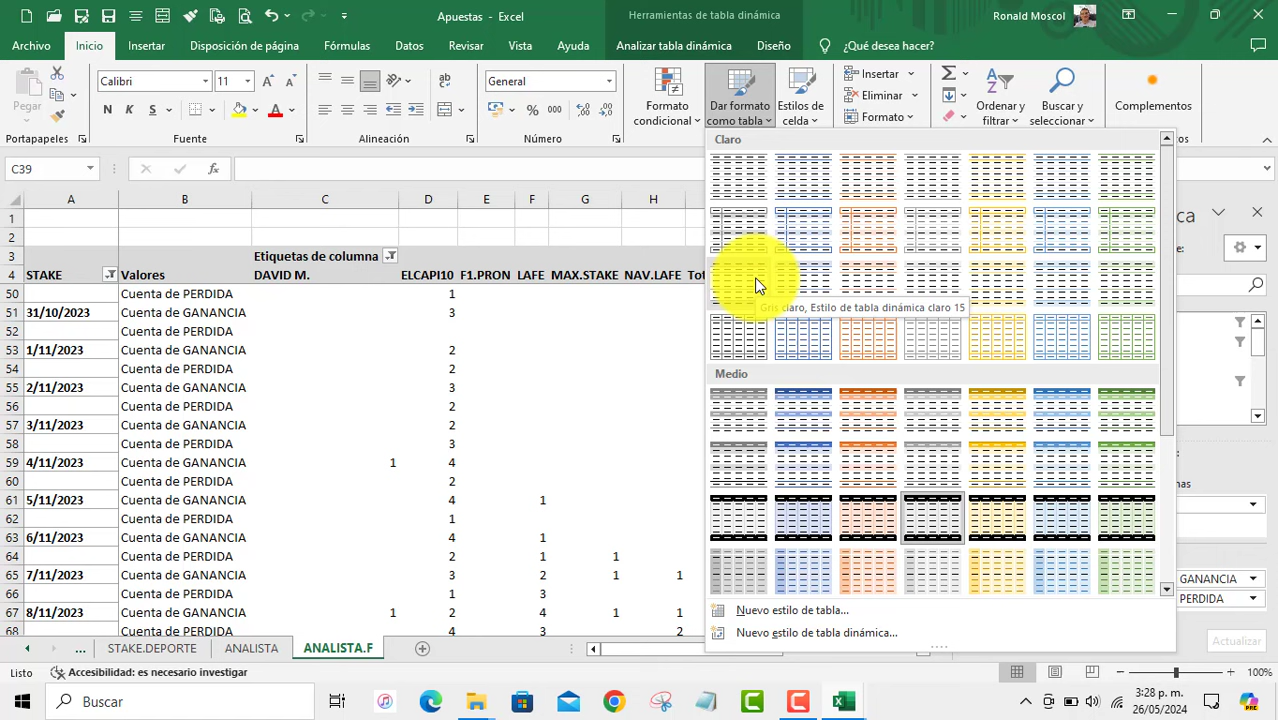 Apuestas - Excel
Herramientas de tabla dinámica
Ronald Moscol
Archivo Inicio Insertar Disposición de página Fórmulas Datos Revisar Vista Ayuda Analizar tabla dinámica Diseño ¿Qué desea hacer?
Pegar
Calibri 11
N K S
General
% 000
Formato condicional
Dar formato como tabla
Estilos de celda
Insertar
Eliminar
Formato
Ordenar y filtrar
Buscar y seleccionar
Complementos
Portapapeles Fuente Alineación Número
C39
fx
A B C D E F G H
1
2
3 Etiquetas de columna
4 STAKE Valores DAVID M. ELCAPI10 F1.PRON LAFE MAX.STAKE NAV.LAFE Tot
50 Cuenta de PERDIDA 1
51 31/10/2023 Cuenta de GANANCIA 3
52 Cuenta de PERDIDA
53 1/11/2023 Cuenta de GANANCIA 2
54 Cuenta de PERDIDA 2
55 2/11/2023 Cuenta de GANANCIA 3
56 Cuenta de PERDIDA 2
57 3/11/2023 Cuenta de GANANCIA 2
58 Cuenta de PERDIDA 3
59 4/11/2023 Cuenta de GANANCIA 1 4
60 Cuenta de PERDIDA 2
61 5/11/2023 Cuenta de GANANCIA 4 1
62 Cuenta de PERDIDA 1
63 6/11/2023 Cuenta de GANANCIA 4 1
64 Cuenta de PERDIDA 2 1 1
65 7/11/2023 Cuenta de GANANCIA 3 2 1 1
66 Cuenta de PERDIDA 1 3
67 8/11/2023 Cuenta de GANANCIA 1 2 4 1 1
68 Cuenta de PERDIDA 4 3 2
Claro
Gris claro, Estilo de tabla dinámica claro 15
Medio
Nuevo estilo de tabla...
Nuevo estilo de tabla dinámica...
GANANCIA
PERDIDA
Actualizar
... STAKE.DEPORTE ANALISTA ANALISTA.F
Listo Accesibilidad: es necesario investigar
100%
Buscar
3:28 p. m.
26/05/2024